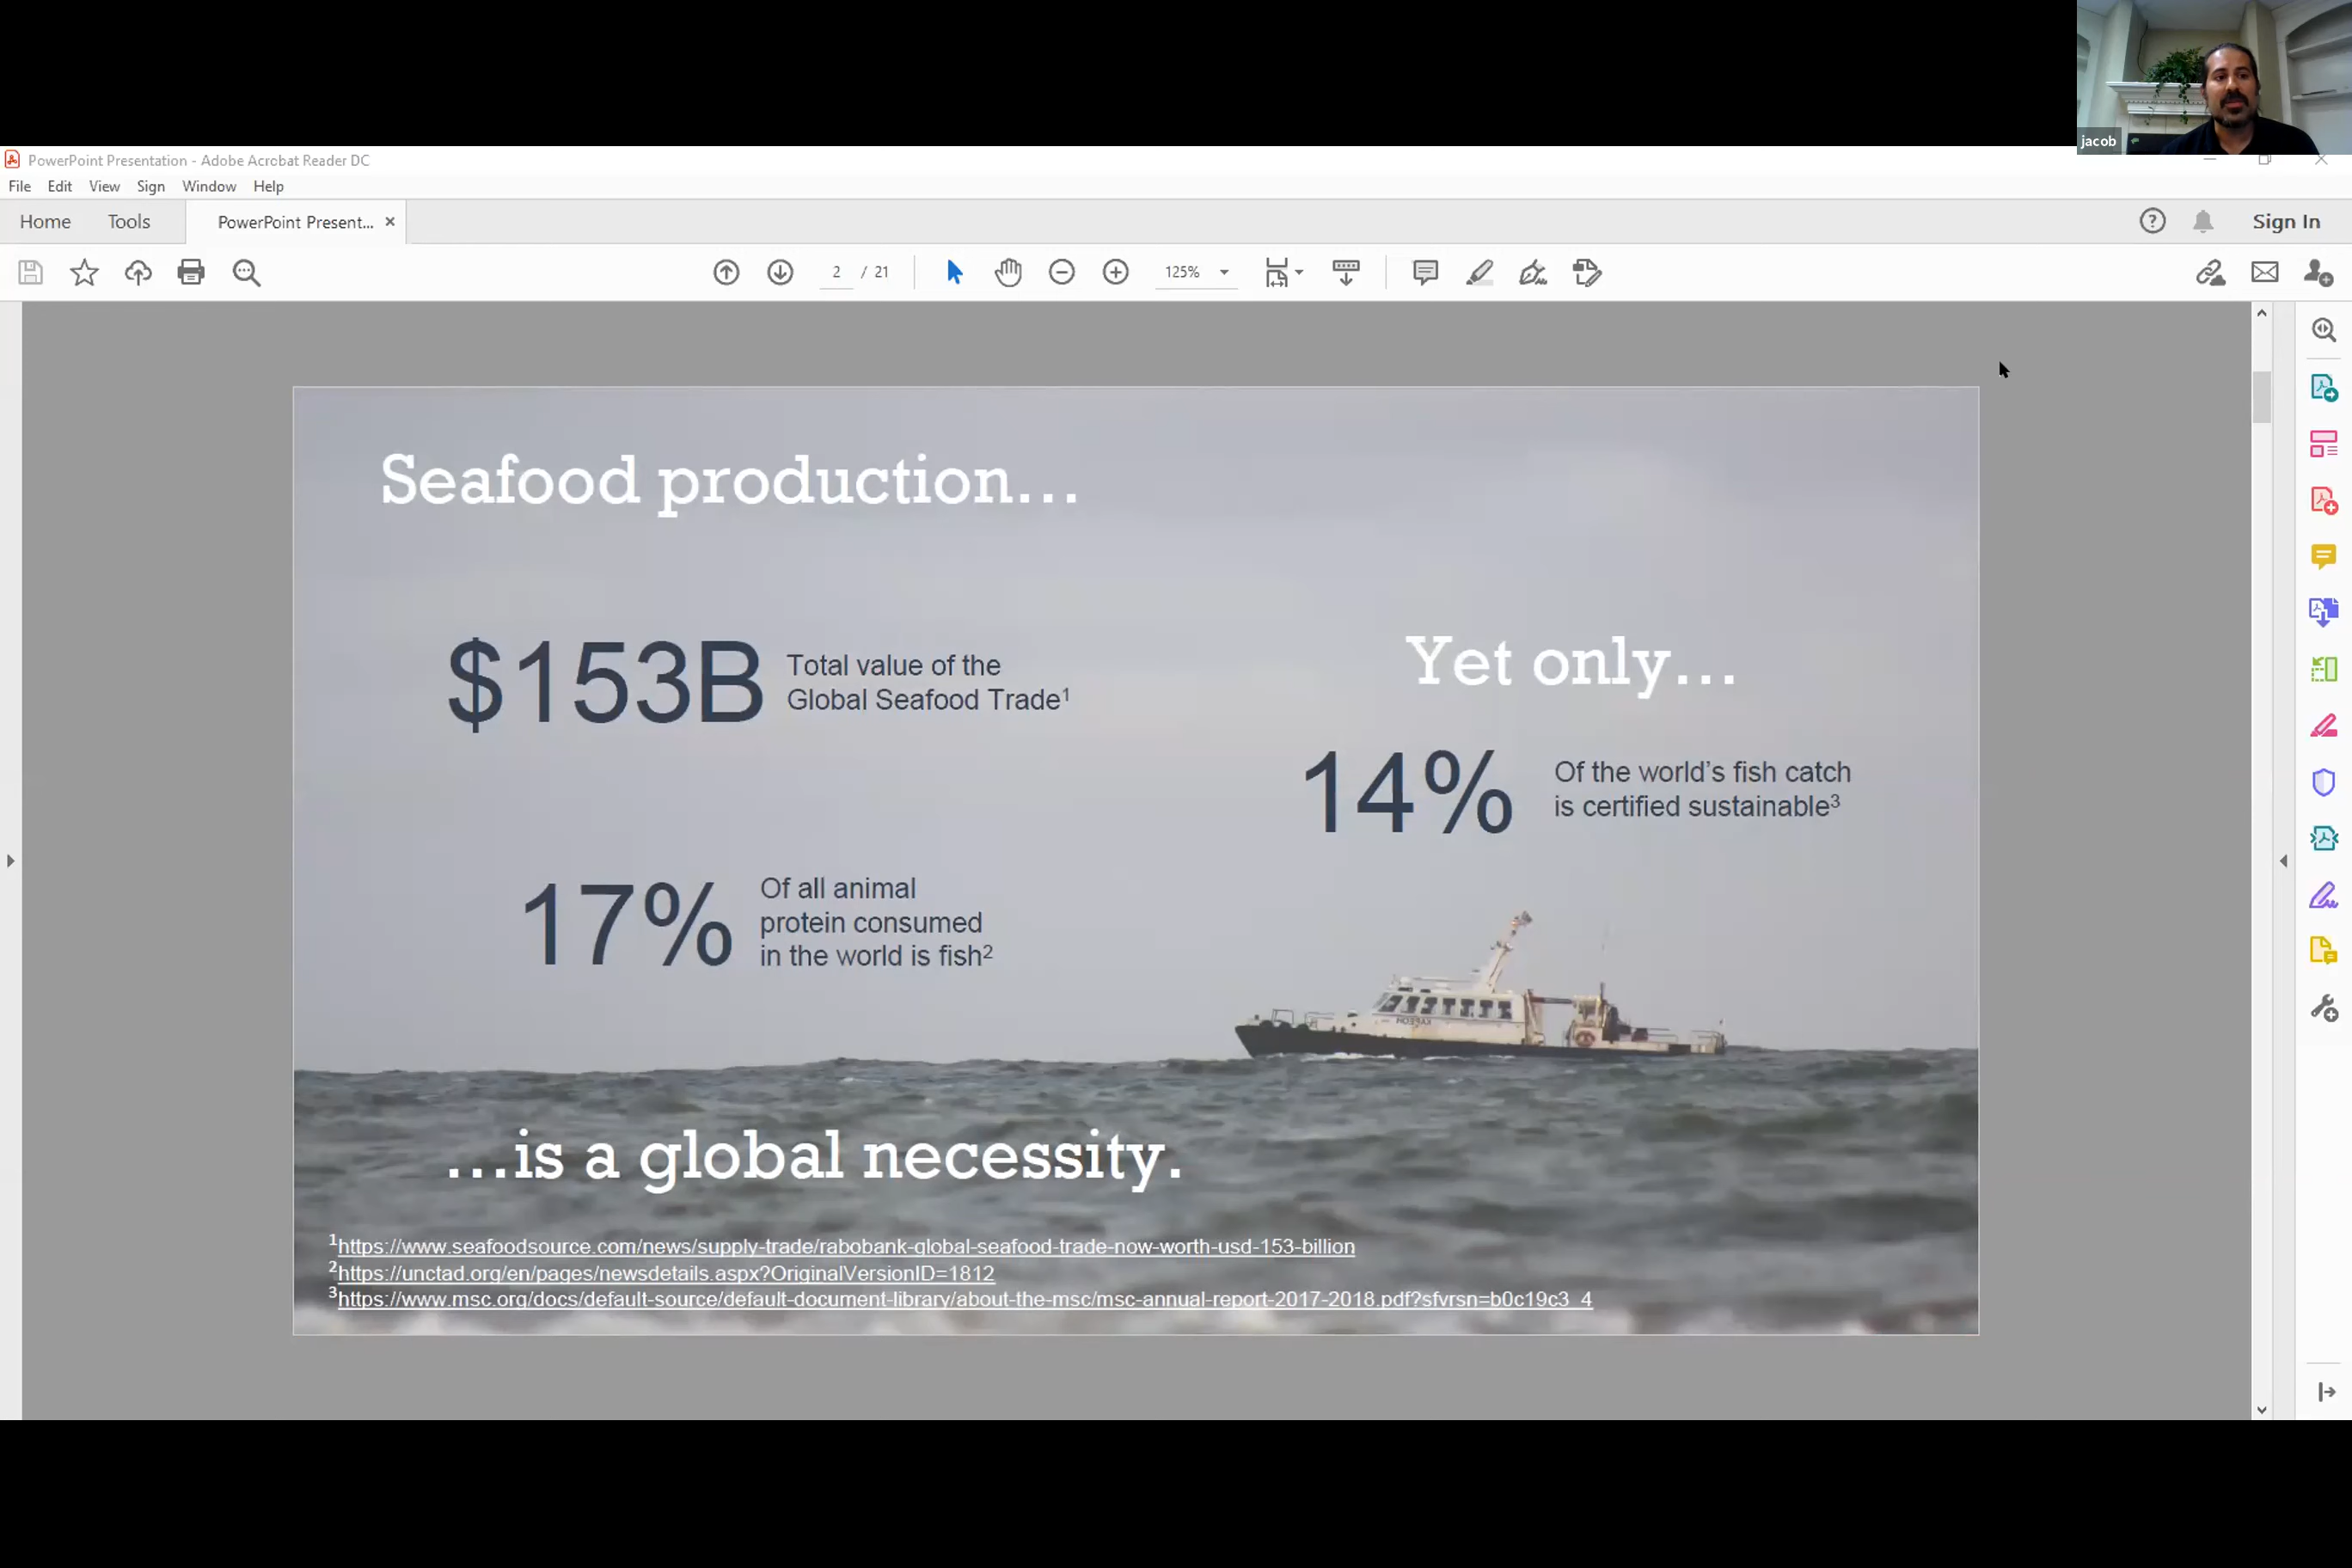 jacob
PowerPoint Presentation - Adobe Acrobat Reader DC
File Edit View Sign Window Help
Home Tools PowerPoint Present... Sign In
2 / 21 125%
Seafood production...
$153B
Total value of the
Global Seafood Trade1
Yet only...
14%
Of the world's fish catch
is certified sustainable3
17%
Of all animal
protein consumed
in the world is fish2
...is a global necessity.
1https://www.seafoodsource.com/news/supply-trade/rabobank-global-seafood-trade-now-worth-usd-153-billion
2https://unctad.org/en/pages/newsdetails.aspx?OriginalVersionID=1812
3https://www.msc.org/docs/default-source/default-document-library/about-the-msc/msc-annual-report-2017-2018.pdf?sfvrsn=b0c19c3_4